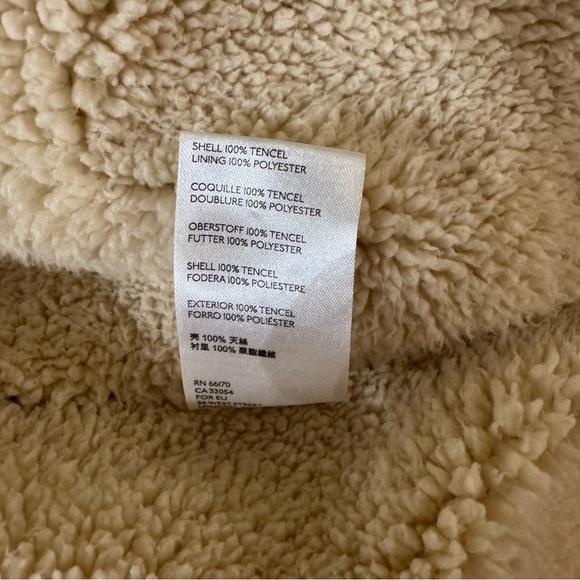 SHELL 100% TENCEL
LINING 100% POLYESTER
COQUILLE 100% TENCEL
DOUBLURE 100% POLYESTER
OBERSTOFF 100% TENCEL
FUTTER 100% POLYESTER
SHELL 100% TENCEL
FODERA 100% POLIESTERE
EXTERIOR 100% TENCEL
FORRO 100% POLIÉSTER
壳 100% 天絲
衬里 100% 聚酯纖維
RN 66170
CA 32054
FOR EU
24 WEST STREET